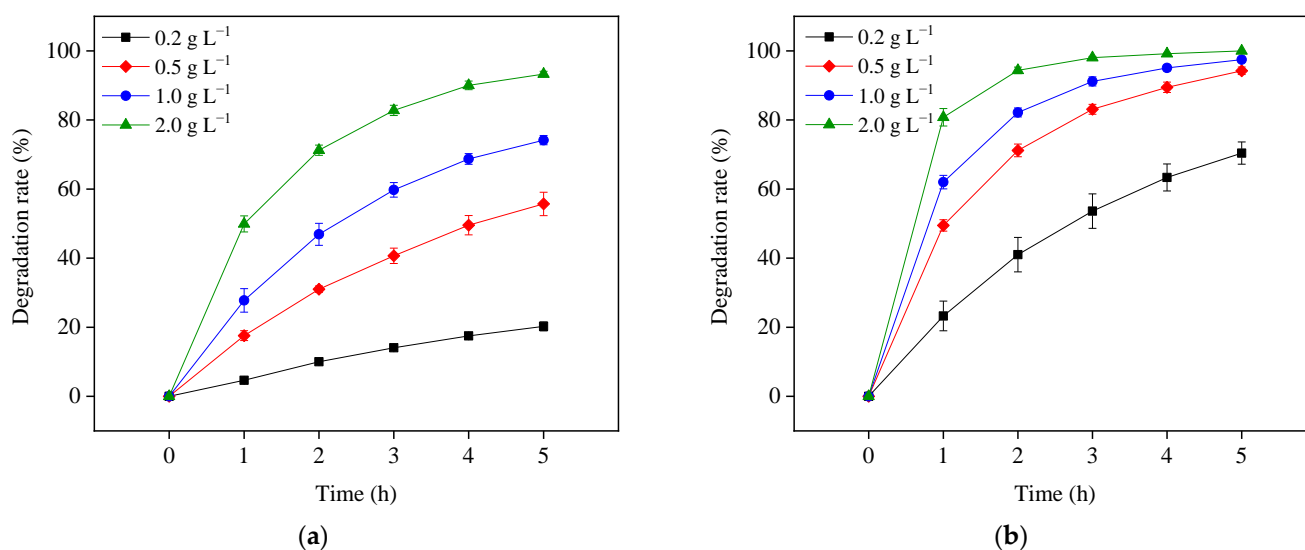 0.2 g L⁻¹
0.5 g L⁻¹
1.0 g L⁻¹
2.0 g L⁻¹
100
80
60
40
20
0
Degradation rate (%)
0 1 2 3 4 5
Time (h)
(a)
0.2 g L⁻¹
0.5 g L⁻¹
1.0 g L⁻¹
2.0 g L⁻¹
100
80
60
40
20
0
Degradation rate (%)
0 1 2 3 4 5
Time (h)
(b)